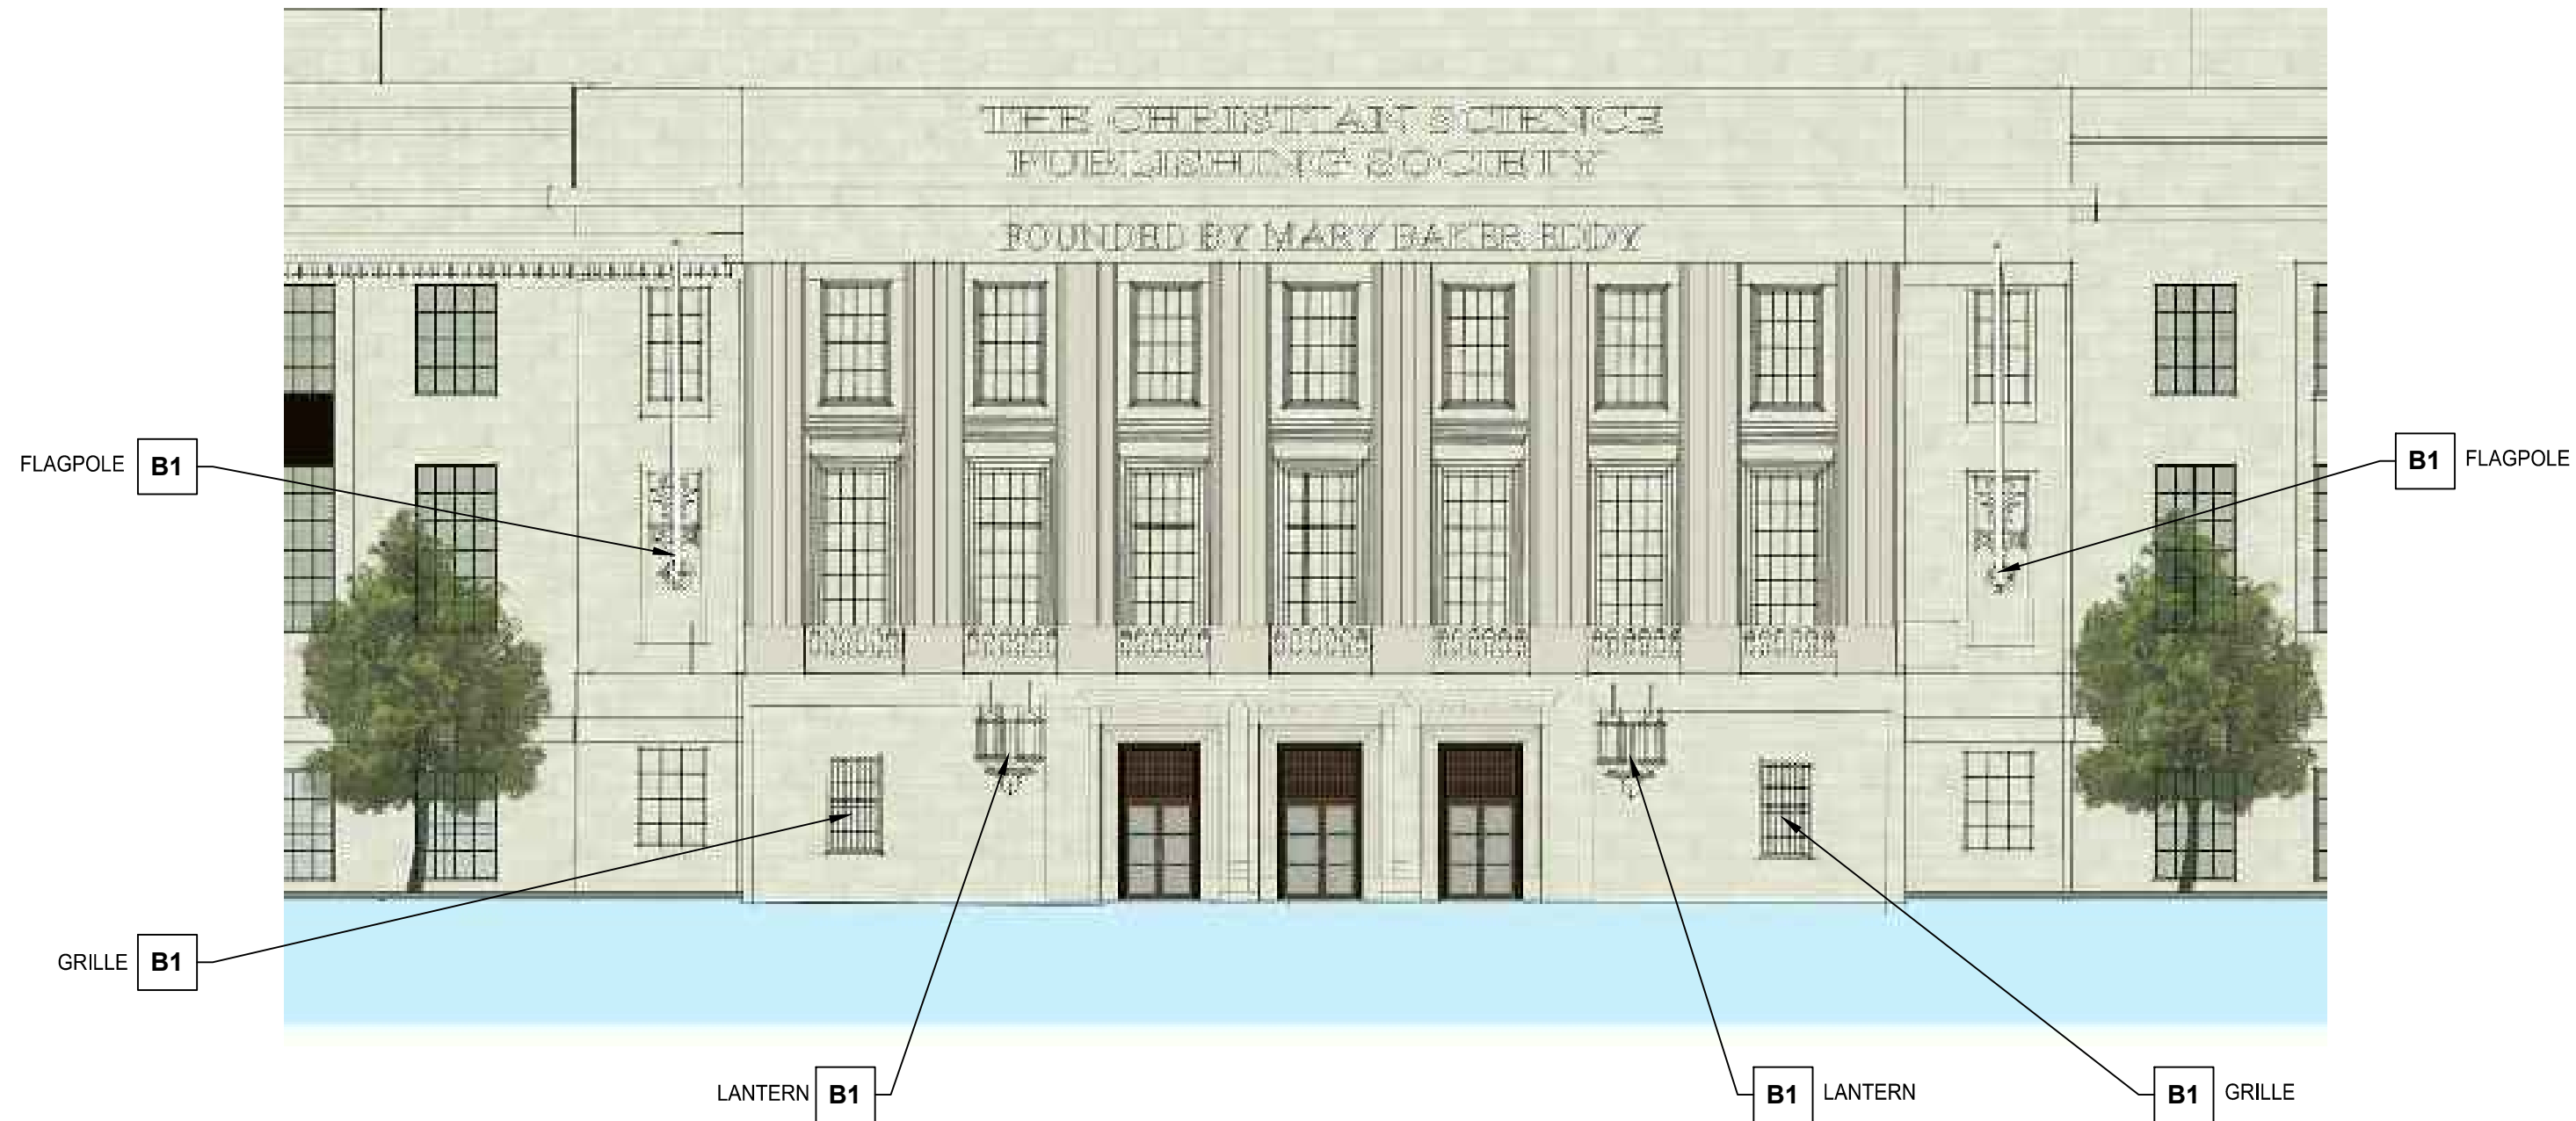 THE CHRISTIAN SCIENCE
PUBLISHING SOCIETY
FOUNDED BY MARY BAKER EDDY
FLAGPOLE B1
B1 FLAGPOLE
GRILLE B1
LANTERN B1
B1 LANTERN
B1 GRILLE